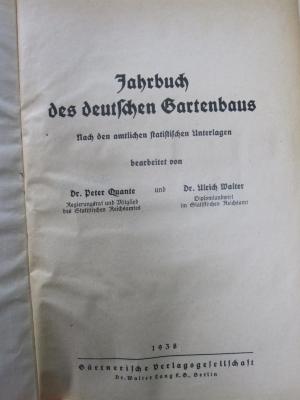 Jahrbuch
des deutschen Gartenbaus
Nach den amtlichen statistischen Unterlagen
bearbeitet von
Dr. Peter Quante und Dr. Ulrich Walter
Regierungsrat und Mitglied Diplomlandwirt
des Statistischen Reichsamtes im Statistischen Reichsamt
1938
Gärtnerische Verlagsgesellschaft
Dr. Walter Lang K.G., Berlin